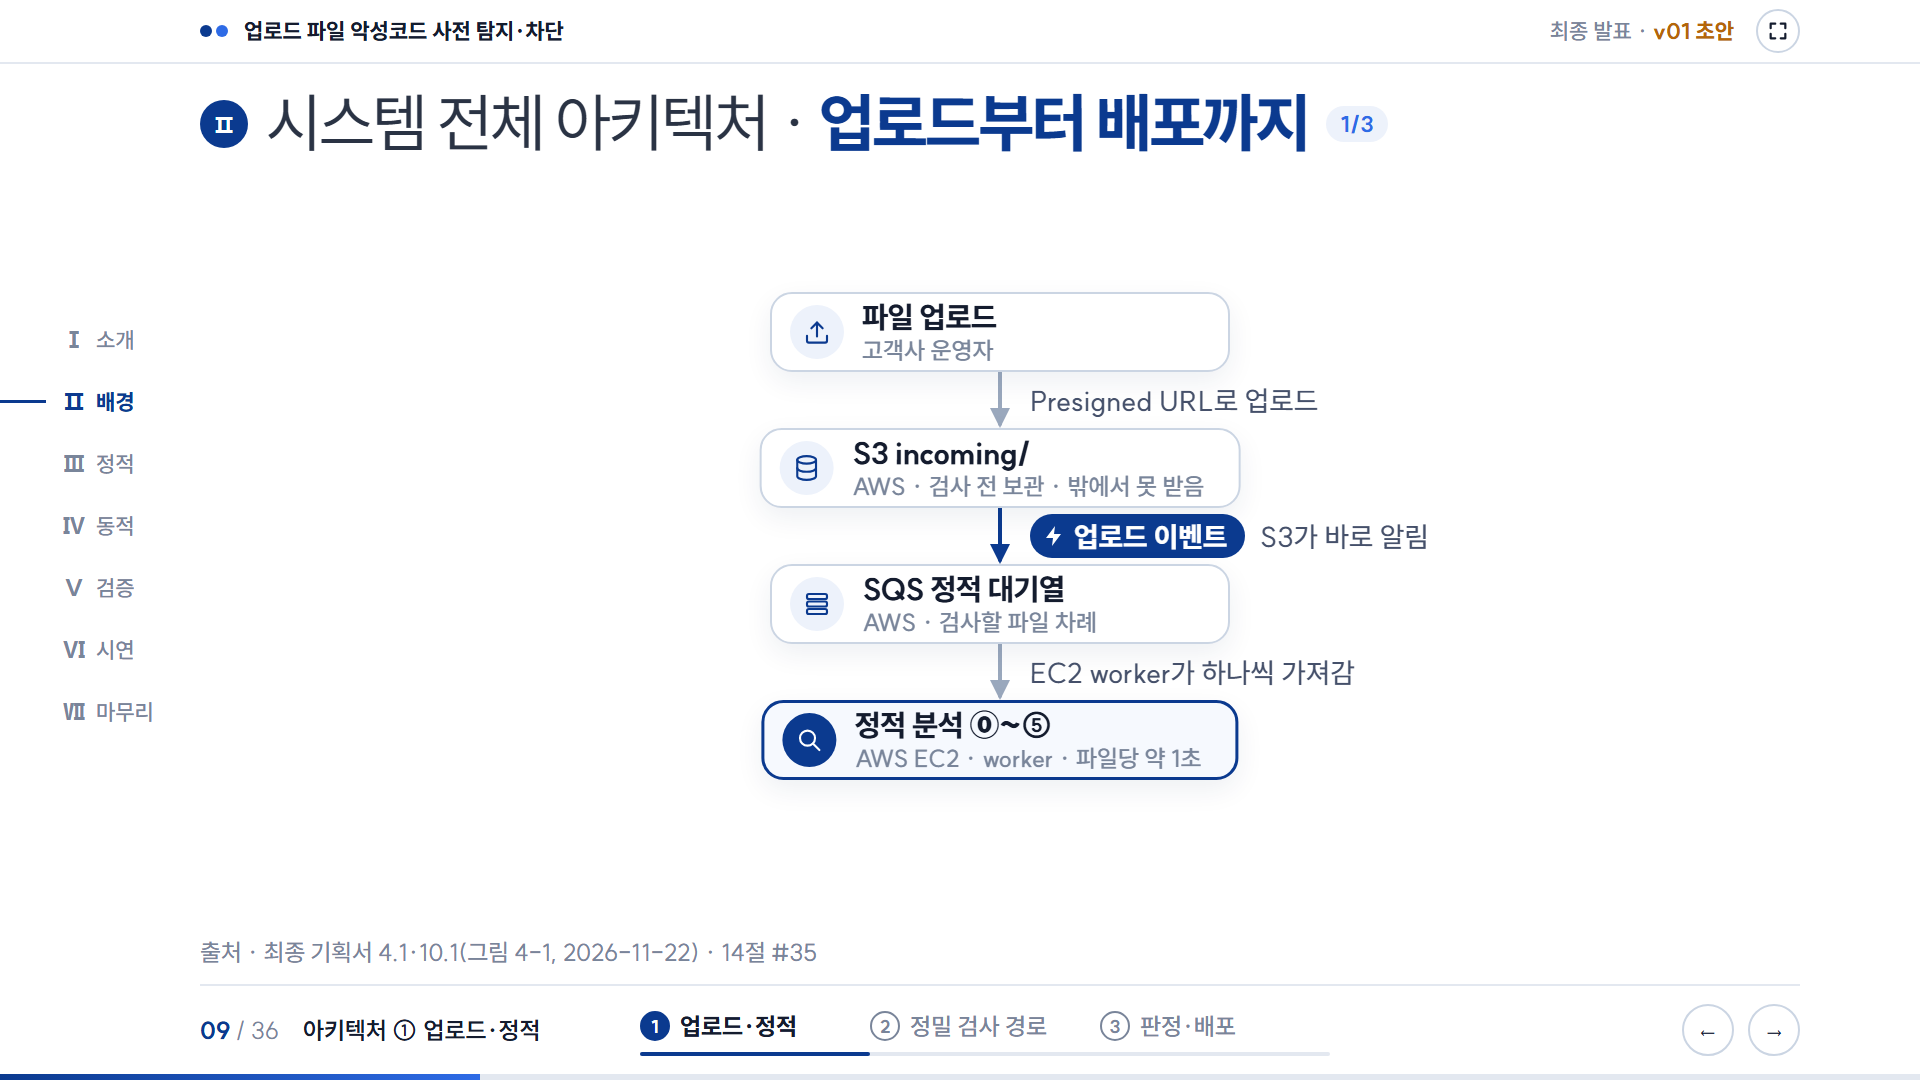 업로드 파일 악성코드 사전 탐지·차단
최종 발표 · v01 초안
Ⅱ 시스템 전체 아키텍처 · 업로드부터 배포까지 1/3
Ⅰ 소개
Ⅱ 배경
Ⅲ 정적
Ⅳ 동적
Ⅴ 검증
Ⅵ 시연
Ⅶ 마무리
파일 업로드
고객사 운영자
Presigned URL로 업로드
S3 incoming/
AWS · 검사 전 보관 · 밖에서 못 받음
업로드 이벤트 S3가 바로 알림
SQS 정적 대기열
AWS · 검사할 파일 차례
EC2 worker가 하나씩 가져감
정적 분석 ⓪~⑤
AWS EC2 · worker · 파일당 약 1초
출처 · 최종 기획서 4.1·10.1(그림 4-1, 2026-11-22) · 14절 #35
09 / 36 아키텍처 ① 업로드·정적
1 업로드·정적
2 정밀 검사 경로
3 판정·배포
← →